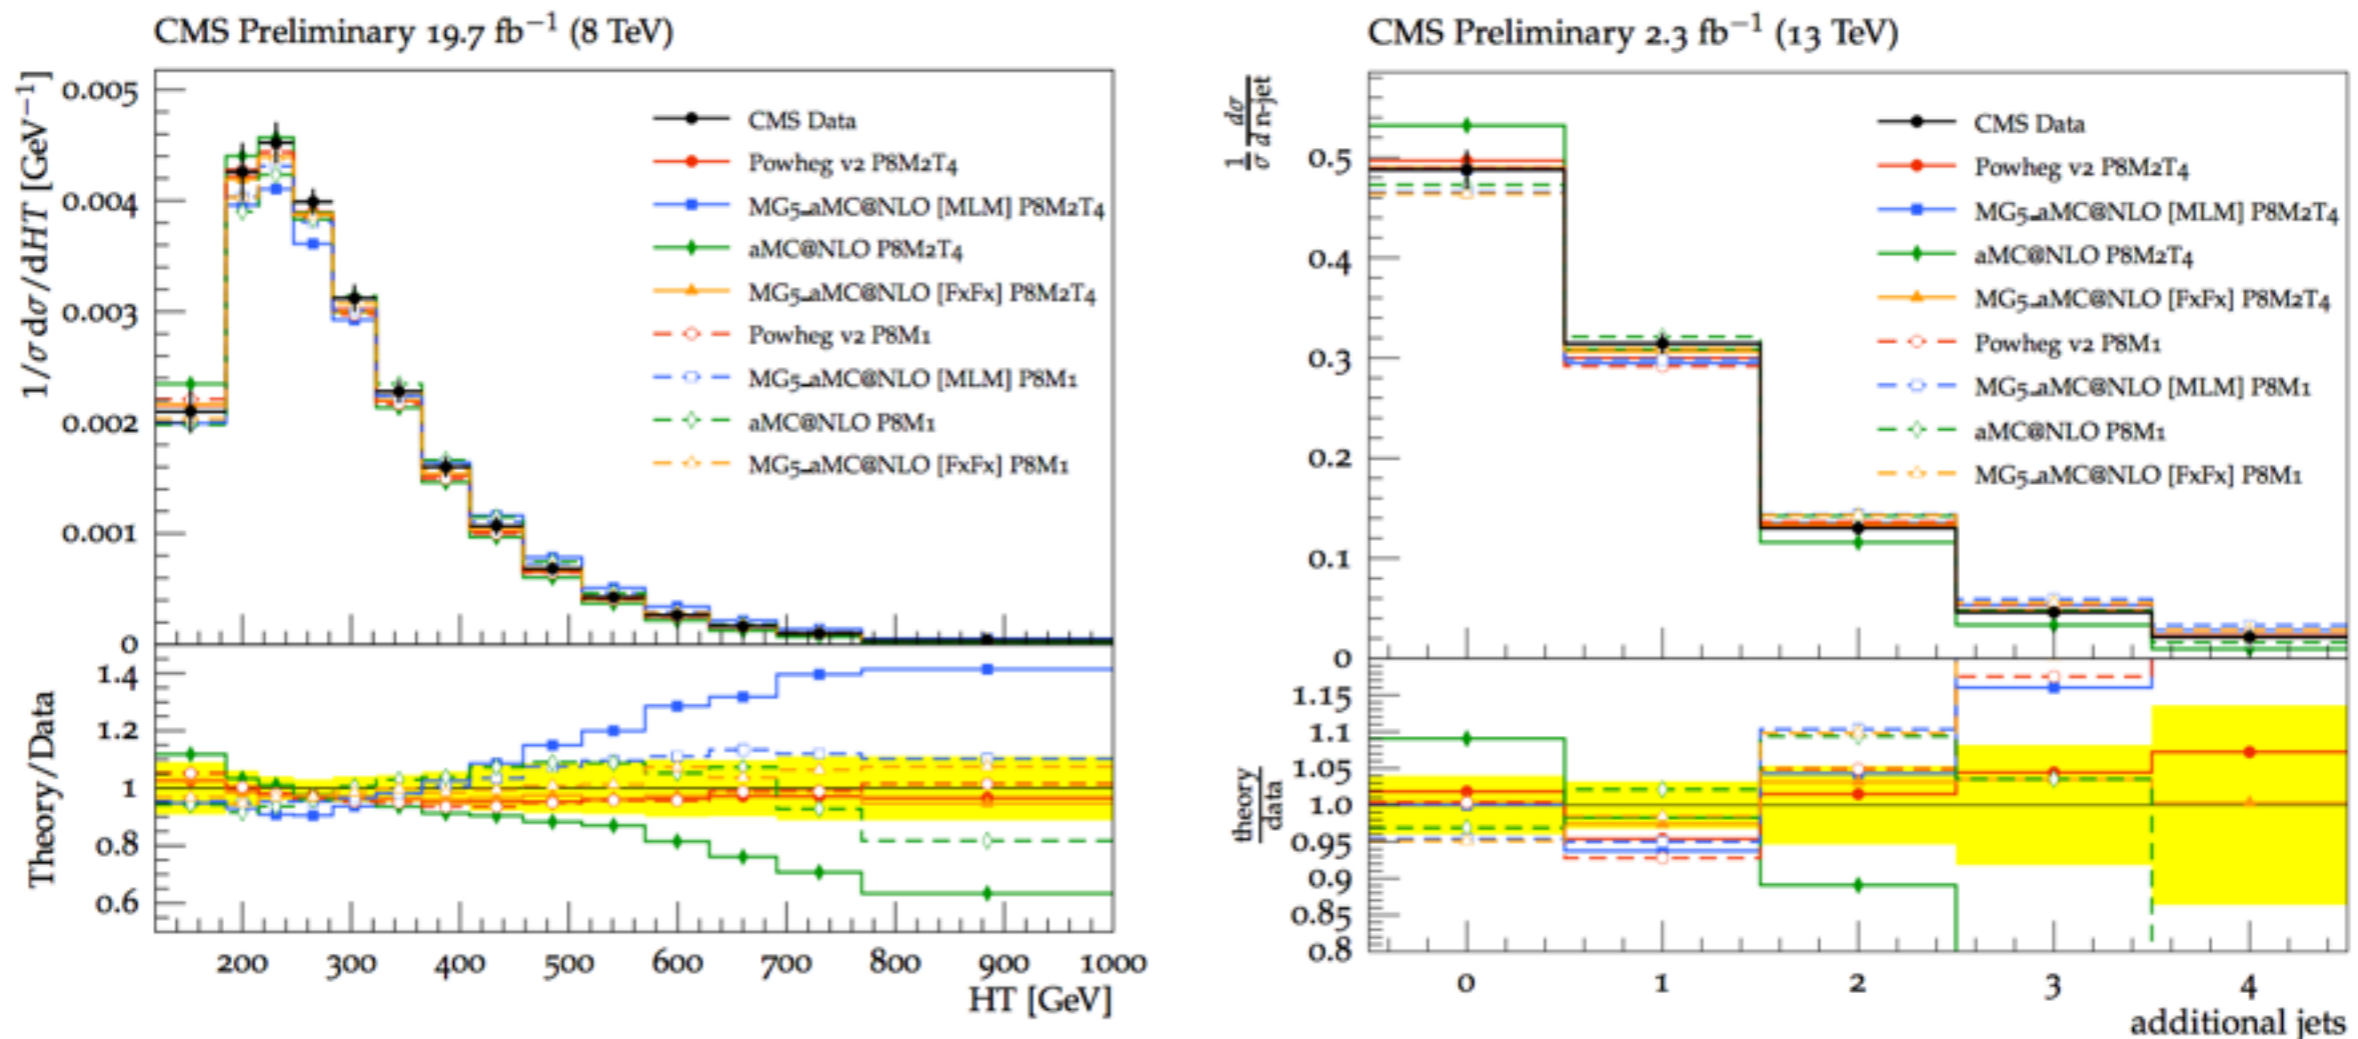 CMS Preliminary 19.7 fb⁻¹ (8 TeV)
1/σ dσ/dHT [GeV⁻¹]
0.005
0.004
0.003
0.002
0.001
0
CMS Data
Powheg v2 P8M2T4
MG5_aMC@NLO [MLM] P8M2T4
aMC@NLO P8M2T4
MG5_aMC@NLO [FxFx] P8M2T4
Powheg v2 P8M1
MG5_aMC@NLO [MLM] P8M1
aMC@NLO P8M1
MG5_aMC@NLO [FxFx] P8M1
Theory/Data
1.4
1.2
1
0.8
0.6
200 300 400 500 600 700 800 900 1000
HT [GeV]
CMS Preliminary 2.3 fb⁻¹ (13 TeV)
1/σ dσ/d n-jet
0.5
0.4
0.3
0.2
0.1
0
CMS Data
Powheg v2 P8M2T4
MG5_aMC@NLO [MLM] P8M2T4
aMC@NLO P8M2T4
MG5_aMC@NLO [FxFx] P8M2T4
Powheg v2 P8M1
MG5_aMC@NLO [MLM] P8M1
aMC@NLO P8M1
MG5_aMC@NLO [FxFx] P8M1
theory/data
1.15
1.1
1.05
1.0
0.95
0.9
0.85
0.8
0 1 2 3 4
additional jets